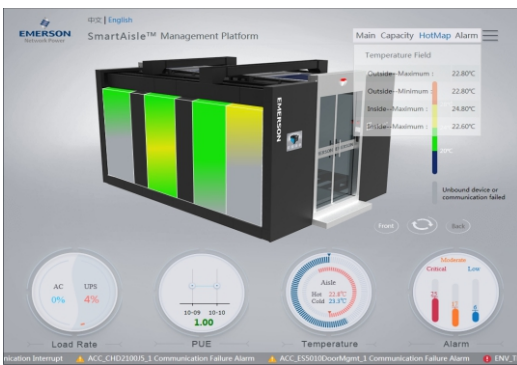 中文 | English
EMERSON
Network Power
SmartAisle™ Management Platform
Main Capacity HotMap Alarm
Temperature Field
Outside--Maximum : 22.80°C
Outside--Minimum : 22.80°C
Inside--Maximum : 24.80°C
Inside--Maximum : 22.60°C
20°C
EMERSON
Unbound device or
communication failed
Front
Back
AC UPS
0% 4%
Load Rate
10-09 10-10
1.00
PUE
Aisle
Hot 23.8°C
Cold 23.5°C
Temperature
Moderate
Critical Low
Alarm
nication Interrupt
ACC_CHD2100J5_1 Communication Failure Alarm
ACC_ES5010DoorMgmt_1 Communication Failure Alarm
ENV_T